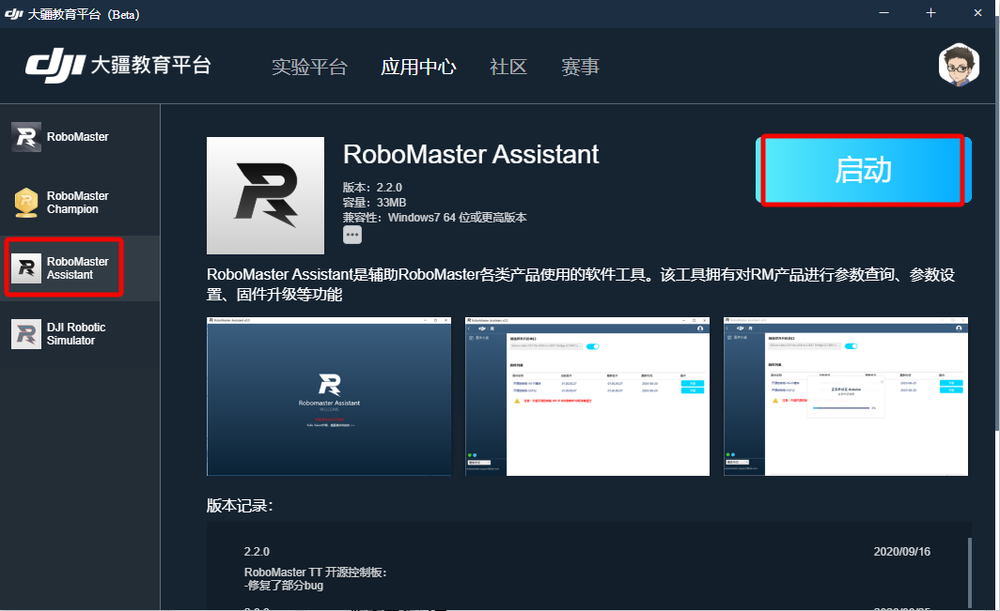 大疆教育平台（Beta）
dji 大疆教育平台
实验平台
应用中心
社区
赛事
RoboMaster
RoboMaster
Champion
RoboMaster
Assistant
DJI Robotic
Simulator
RoboMaster Assistant
版本：2.2.0
容量：33MB
兼容性：Windows7 64 位或更高版本
启动
RoboMaster Assistant是辅助RoboMaster各类产品使用的软件工具。该工具拥有对RM产品进行参数查询、参数设
置、固件升级等功能
Robomaster Assistant
WELCOME
版本记录：
2.2.0
2020/09/16
RoboMaster TT 开源控制板：
-修复了部分bug